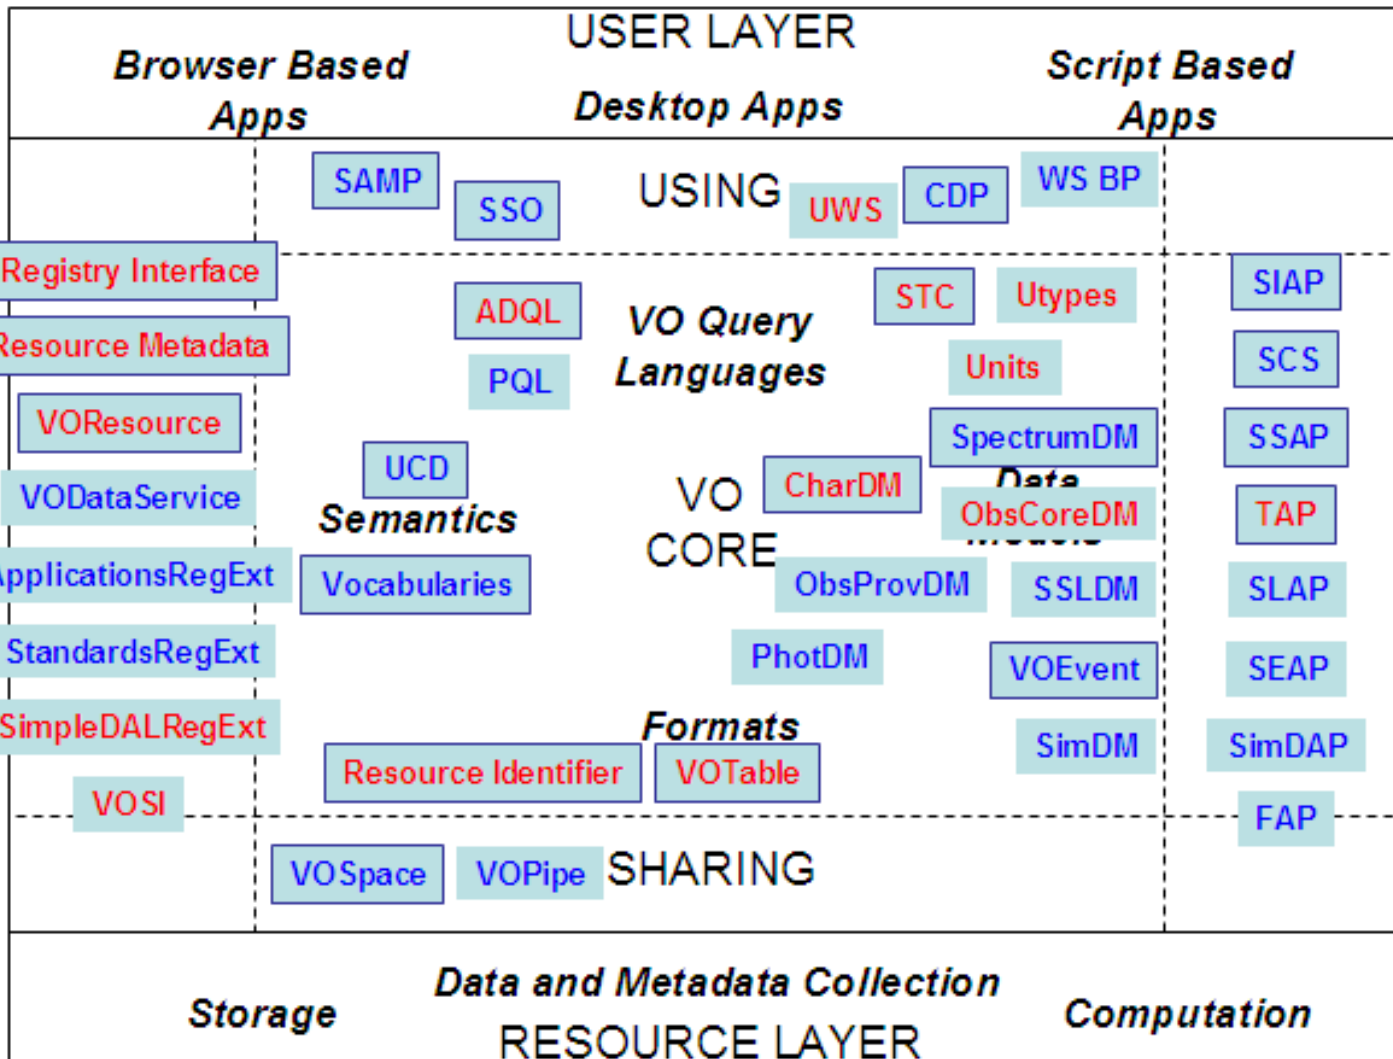 USER LAYER
Browser Based
Apps
Desktop Apps
Script Based
Apps
SAMP
SSO
USING
UWS
CDP
WS BP
Registry Interface
Resource Metadata
VOResource
VODataService
ApplicationsRegExt
StandardsRegExt
SimpleDALRegExt
VOSI
ADQL
PQL
VO Query
Languages
STC
Utypes
Units
UCD
Semantics
Vocabularies
VO
CORE
SpectrumDM
CharDM
Data
ObsCoreDM
Models
ObsProvDM
SSLDM
PhotDM
VOEvent
SimDM
Formats
Resource Identifier
VOTable
SIAP
SCS
SSAP
TAP
SLAP
SEAP
SimDAP
FAP
VOSpace
VOPipe
SHARING
Storage
Data and Metadata Collection
Computation
RESOURCE LAYER